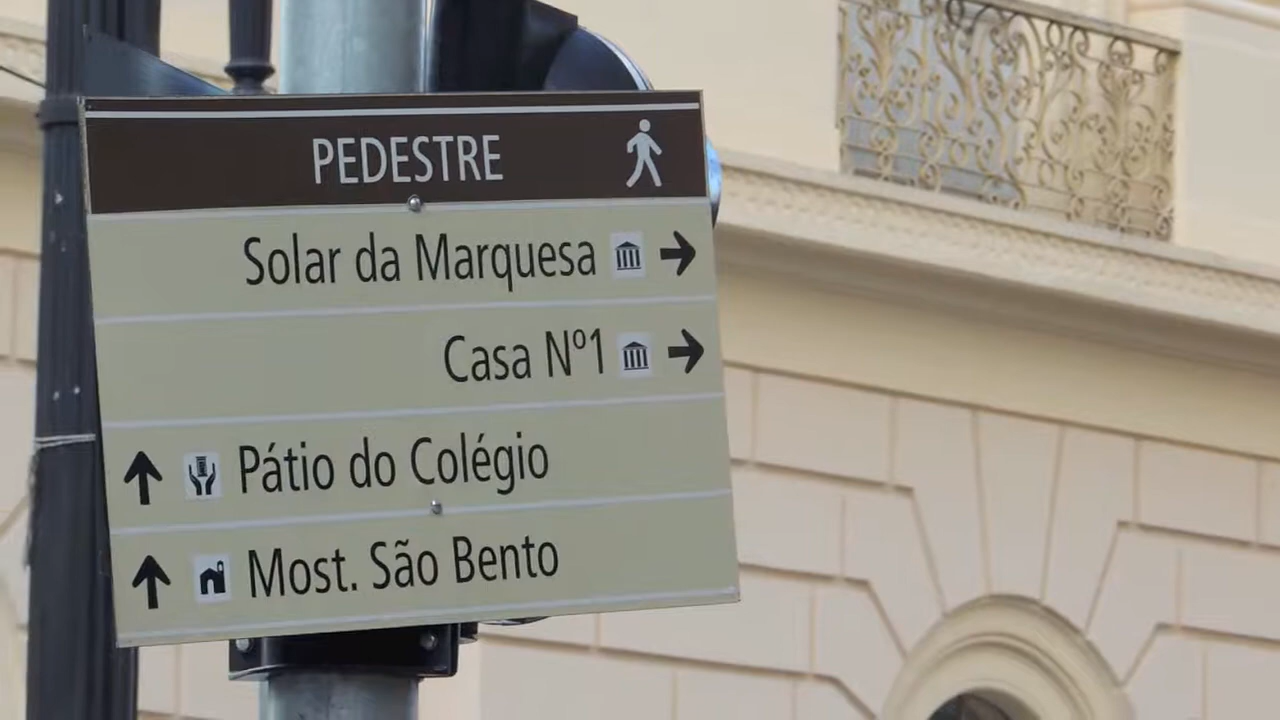 PEDESTRE
Solar da Marquesa
Casa Nº1
Pátio do Colégio
Most. São Bento